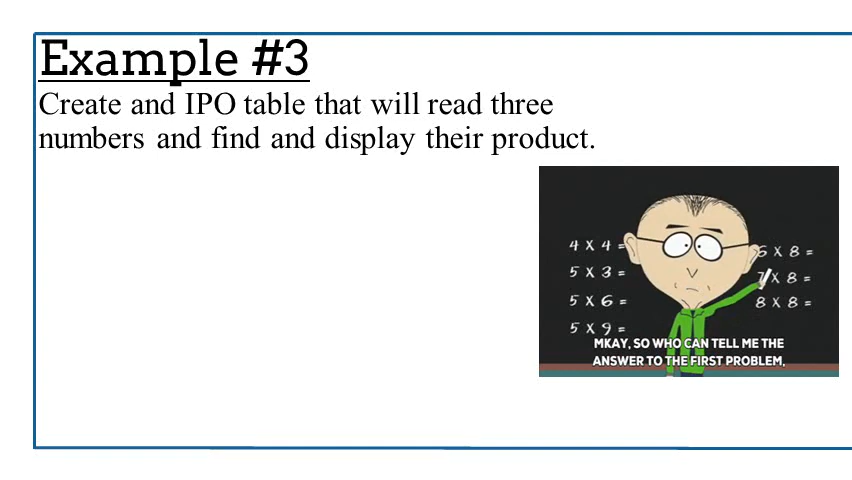 Example #3
Create and IPO table that will read three
numbers and find and display their product.
4 X 4 =
5 X 3 =
5 X 6 =
5 X 9 =
6 X 8 =
7 X 8 =
8 X 8 =
MKAY, SO WHO CAN TELL ME THE
ANSWER TO THE FIRST PROBLEM,